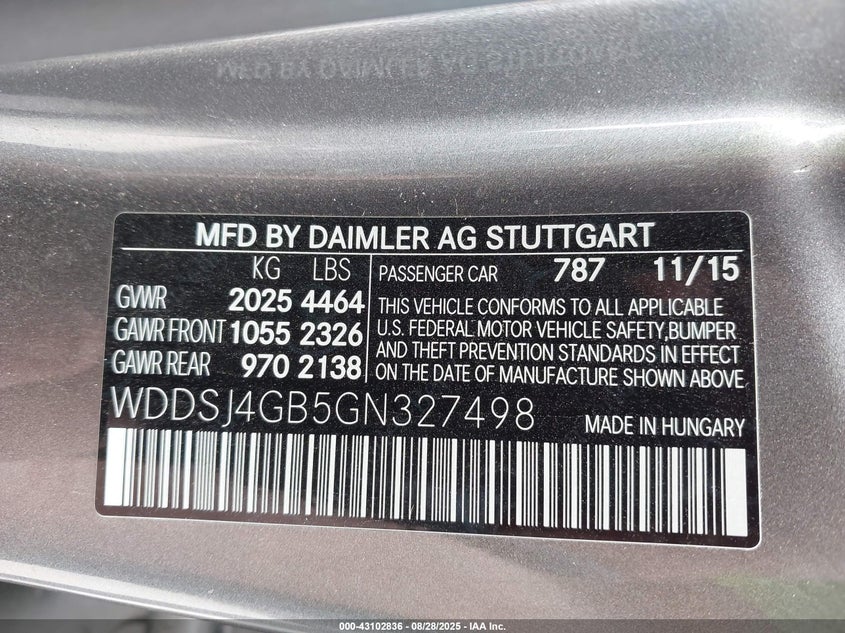 MFD BY DAIMLER AG STUTTGART
KG LBS
GVWR 2025 4464
GAWR FRONT 1055 2326
GAWR REAR 970 2138
PASSENGER CAR 787 11/15
THIS VEHICLE CONFORMS TO ALL APPLICABLE
U.S. FEDERAL MOTOR VEHICLE SAFETY,BUMPER
AND THEFT PREVENTION STANDARDS IN EFFECT
ON THE DATE OF MANUFACTURE SHOWN ABOVE
WDDSJ4GB5GN327498
MADE IN HUNGARY
000-43102836 - 08/28/2025 - IAA Inc.